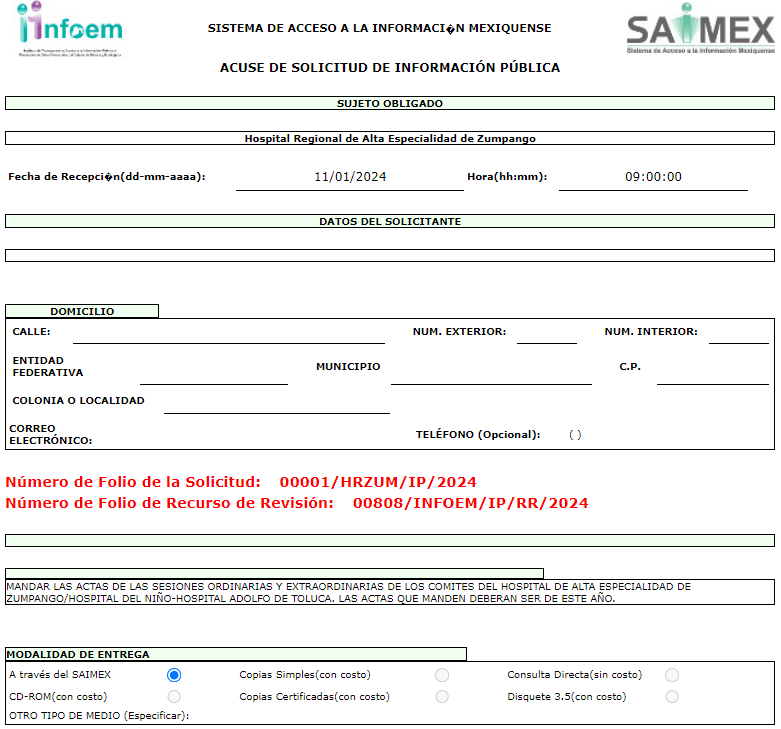 infoem
SISTEMA DE ACCESO A LA INFORMACI�N MEXIQUENSE
SAIMEX
Sistema de Acceso a la Información Mexiquense
ACUSE DE SOLICITUD DE INFORMACIÓN PÚBLICA
SUJETO OBLIGADO
Hospital Regional de Alta Especialidad de Zumpango
Fecha de Recepci�n(dd-mm-aaaa): 11/01/2024 Hora(hh:mm): 09:00:00
DATOS DEL SOLICITANTE
DOMICILIO
CALLE: NUM. EXTERIOR: NUM. INTERIOR:
ENTIDAD
FEDERATIVA MUNICIPIO C.P.
COLONIA O LOCALIDAD
CORREO
ELECTRÓNICO: TELÉFONO (Opcional): ( )
Número de Folio de la Solicitud: 00001/HRZUM/IP/2024
Número de Folio de Recurso de Revisión: 00808/INFOEM/IP/RR/2024
MANDAR LAS ACTAS DE LAS SESIONES ORDINARIAS Y EXTRAORDINARIAS DE LOS COMITES DEL HOSPITAL DE ALTA ESPECIALIDAD DE
ZUMPANGO/HOSPITAL DEL NIÑO-HOSPITAL ADOLFO DE TOLUCA. LAS ACTAS QUE MANDEN DEBERAN SER DE ESTE AÑO.
MODALIDAD DE ENTREGA
A través del SAIMEX Copias Simples(con costo) Consulta Directa(sin costo)
CD-ROM(con costo) Copias Certificadas(con costo) Disquete 3.5(con costo)
OTRO TIPO DE MEDIO (Especificar):